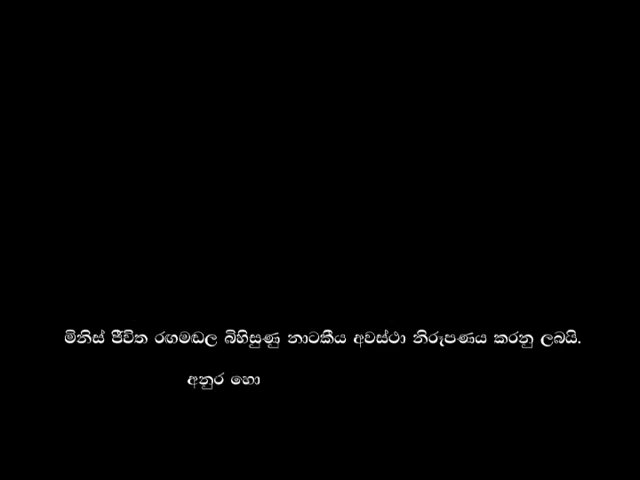 මිනිස් ජීවිත රඟමඬල බිහිසුණු නාටකීය අවස්ථා නිරූපණය කරනු ලබයි.
අනුර හො